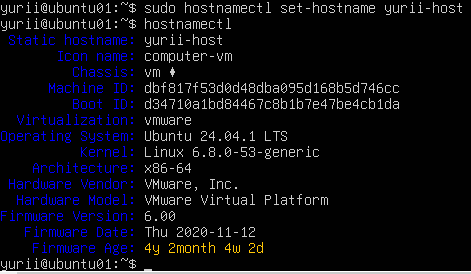 yurii@ubuntu01:~$ sudo hostnamectl set-hostname yurii-host
yurii@ubuntu01:~$ hostnamectl
Static hostname: yurii-host
Icon name: computer-vm
Chassis: vm ♦
Machine ID: dbf817f53d0d48dba095d168b5d746cc
Boot ID: d34710a1bd84467c8b1b7e47be4cb1da
Virtualization: vmware
Operating System: Ubuntu 24.04.1 LTS
Kernel: Linux 6.8.0-53-generic
Architecture: x86-64
Hardware Vendor: VMware, Inc.
Hardware Model: VMware Virtual Platform
Firmware Version: 6.00
Firmware Date: Thu 2020-11-12
Firmware Age: 4y 2month 4w 2d
yurii@ubuntu01:~$ _